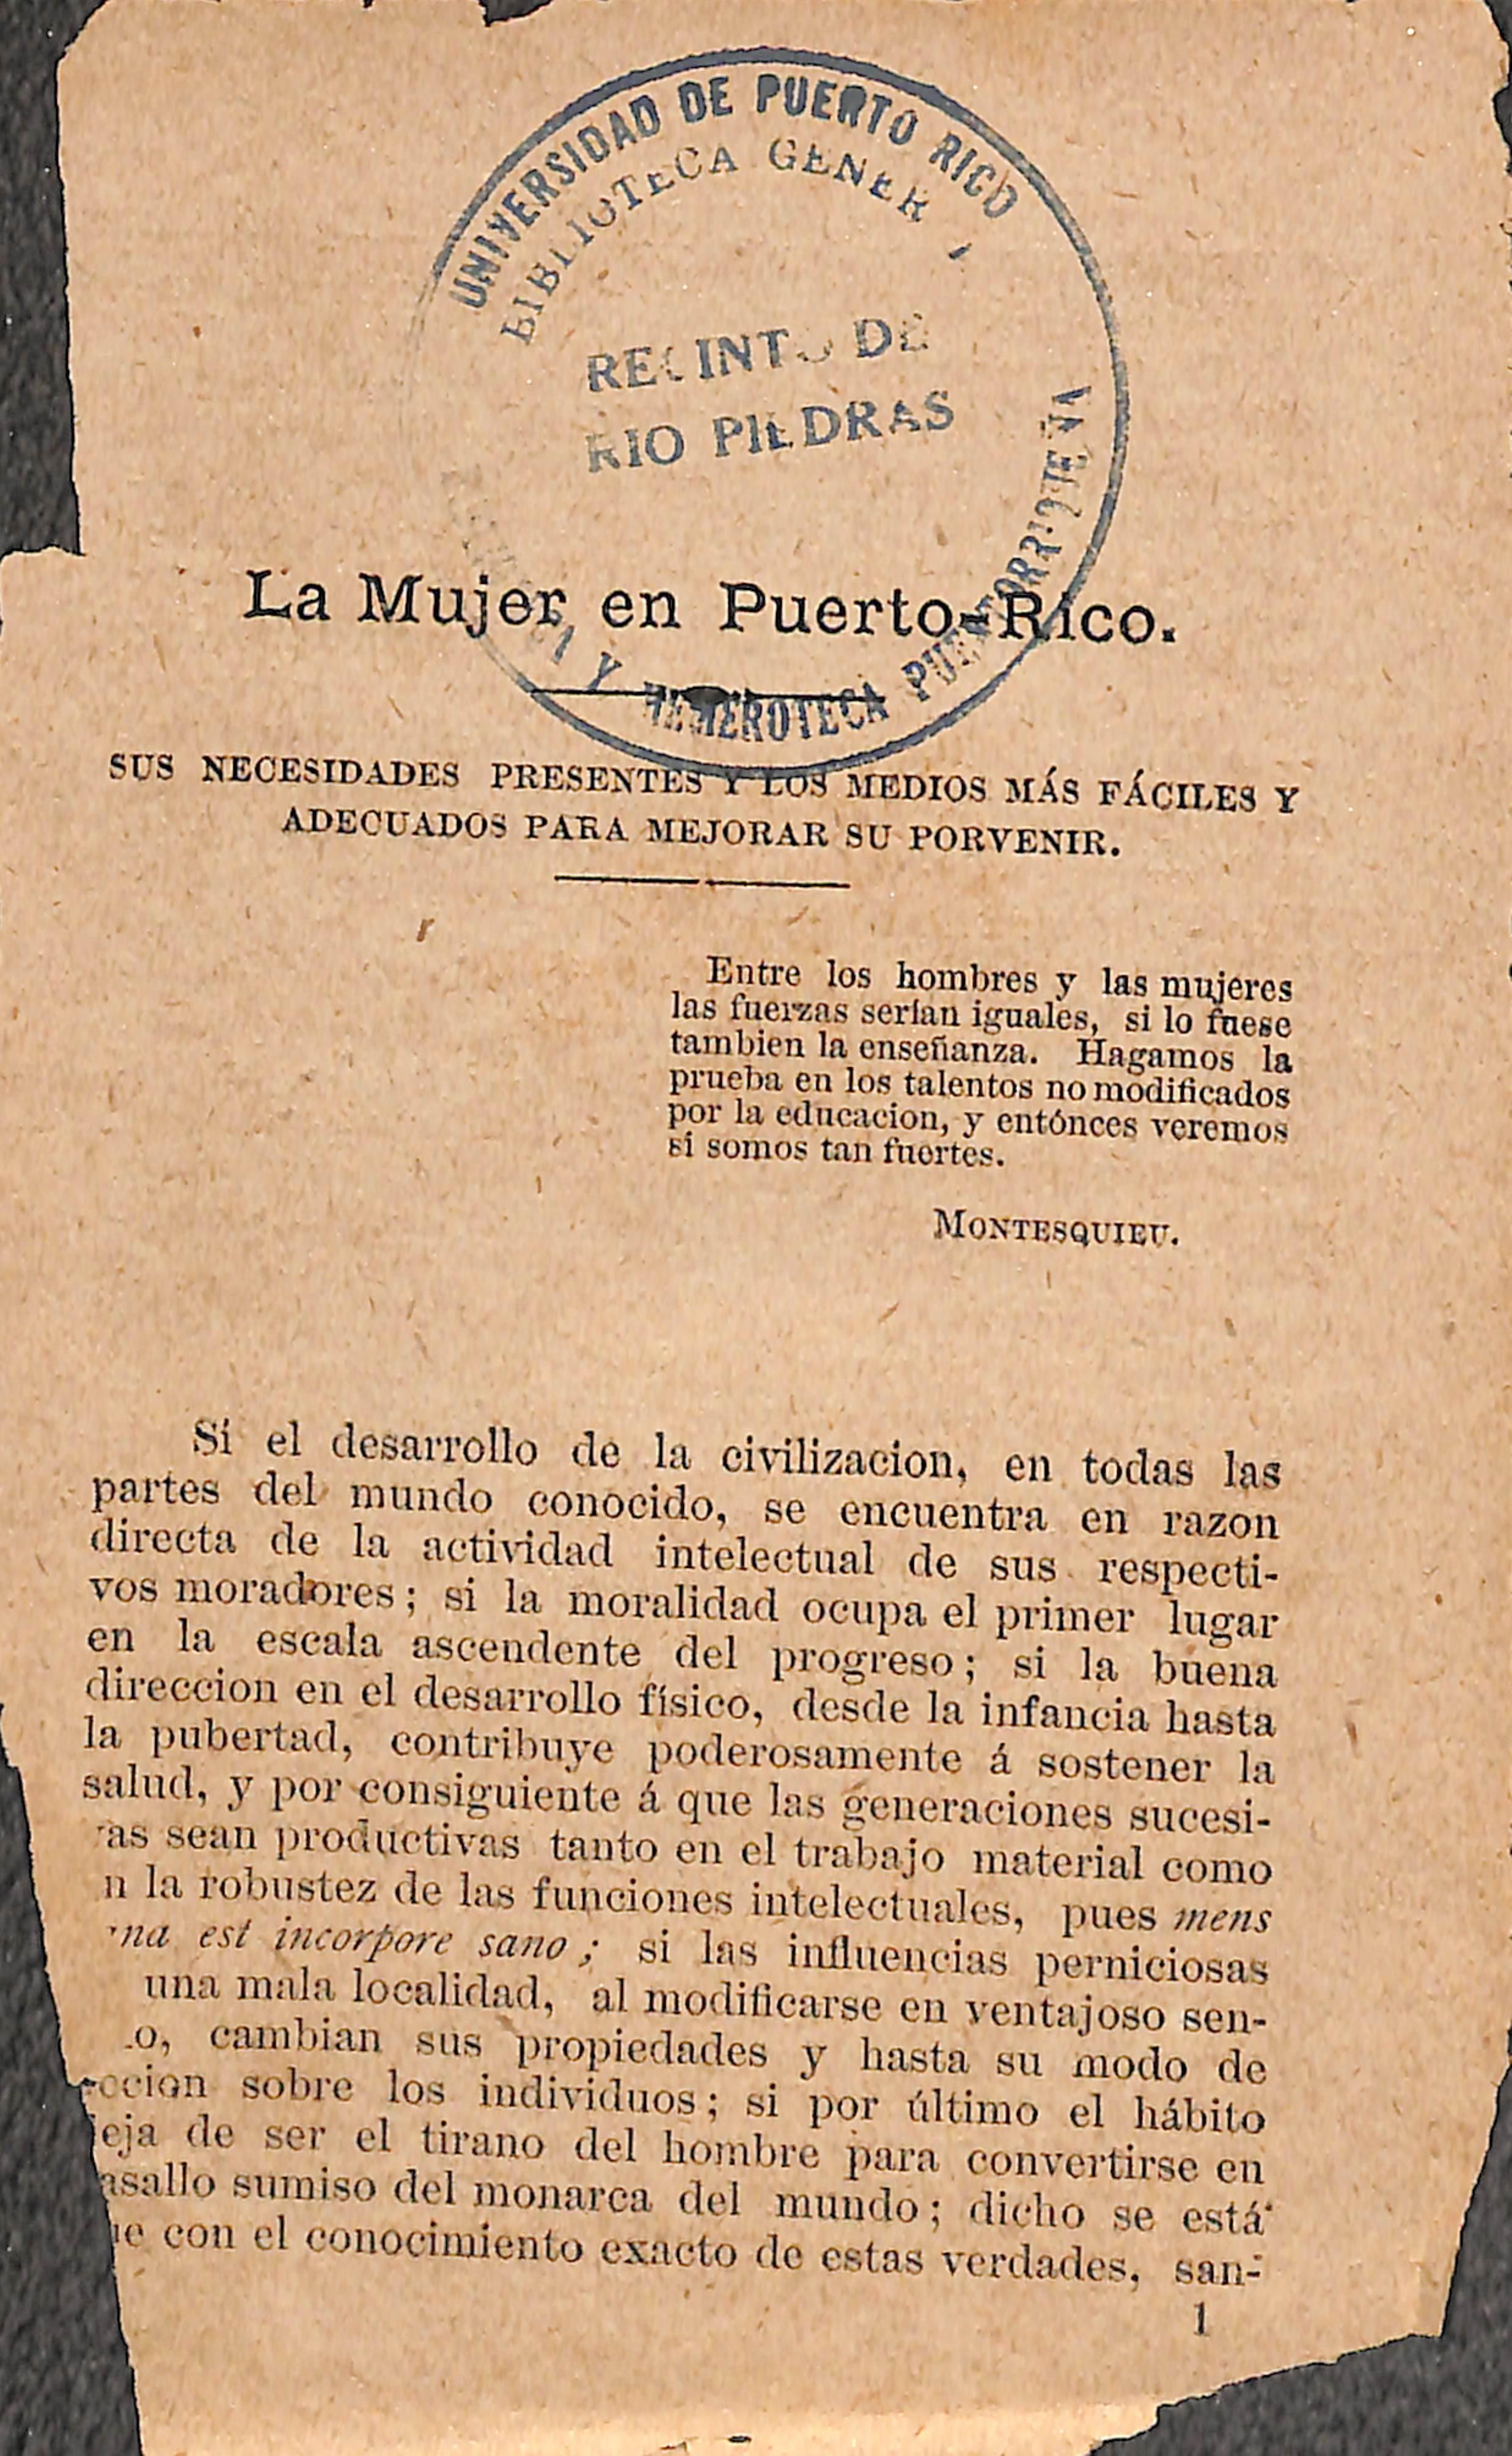 UNIVERSIDAD DE PUERTO RICO
BIBLIOTECA GENER
RECINTO DE
RIO PIEDRAS
Y HEMEROTECA PUERTORRIQUEÑA
La Mujer en Puerto-Rico.
SUS NECESIDADES PRESENTES Y LOS MEDIOS MÁS FÁCILES Y
ADECUADOS PARA MEJORAR SU PORVENIR.
Entre los hombres y las mujeres
las fuerzas serían iguales, si lo fuese
tambien la enseñanza. Hagamos la
prueba en los talentos no modificados
por la educacion, y entónces veremos
si somos tan fuertes.
MONTESQUIEU.
Si el desarrollo de la civilizacion, en todas las
partes del mundo conocido, se encuentra en razon
directa de la actividad intelectual de sus respecti-
vos moradores; si la moralidad ocupa el primer lugar
en la escala ascendente del progreso; si la buena
direccion en el desarrollo físico, desde la infancia hasta
la pubertad, contribuye poderosamente á sostener la
salud, y por consiguiente á que las generaciones sucesi-
as sean productivas tanto en el trabajo material como
n la robustez de las funciones intelectuales, pues mens
na est incorpore sano; si las influencias perniciosas
una mala localidad, al modificarse en ventajoso sen-
o, cambian sus propiedades y hasta su modo de
ccion sobre los individuos; si por último el hábito
eja de ser el tirano del hombre para convertirse en
asallo sumiso del monarca del mundo; dicho se está
ue con el conocimiento exacto de estas verdades, san-
1